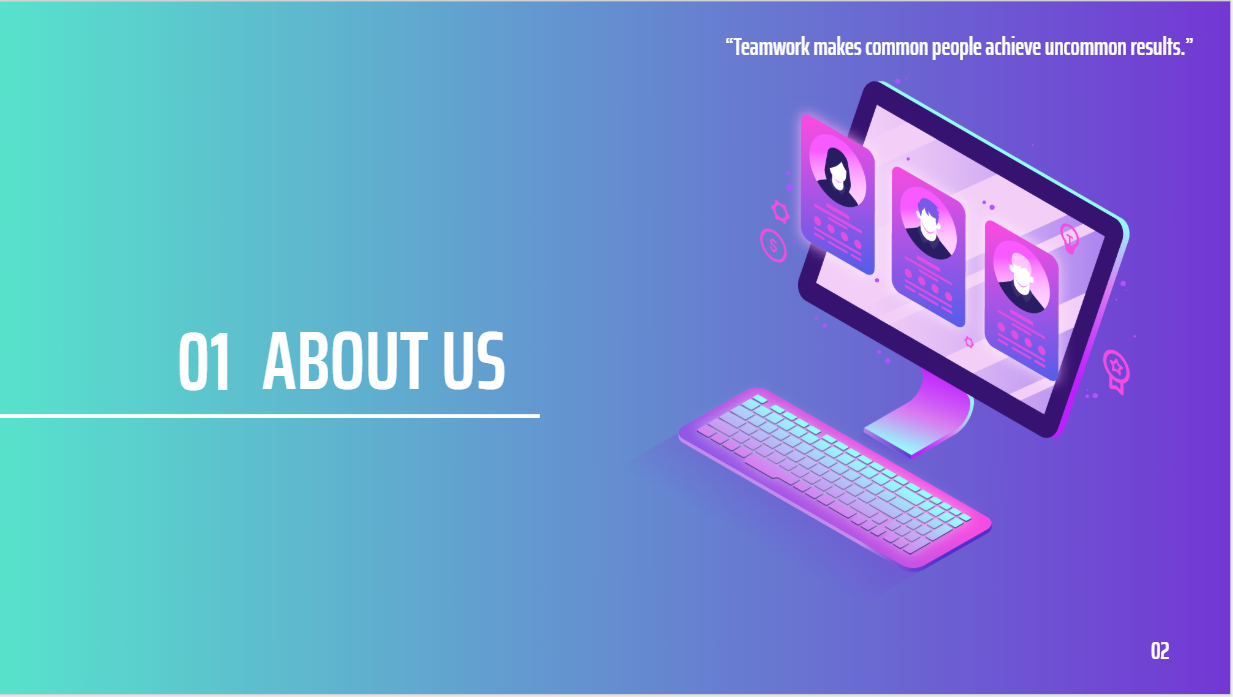 “Teamwork makes common people achieve uncommon results.”
01 ABOUT US
02